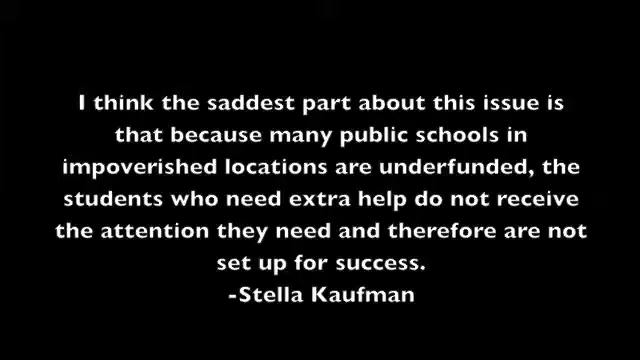 I think the saddest part about this issue is
that because many public schools in
impoverished locations are underfunded, the
students who need extra help do not receive
the attention they need and therefore are not
set up for success.
-Stella Kaufman